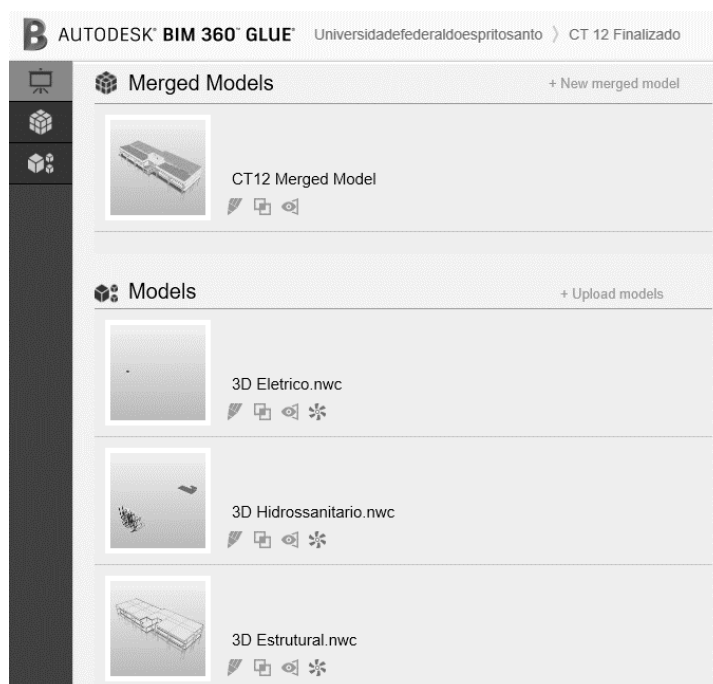 B AUTODESK® BIM 360™ GLUE® Universidadefederaldoespritosanto 〉 CT 12 Finalizado
Merged Models + New merged model
CT12 Merged Model
Models + Upload models
3D Eletrico.nwc
3D Hidrossanitario.nwc
3D Estrutural.nwc